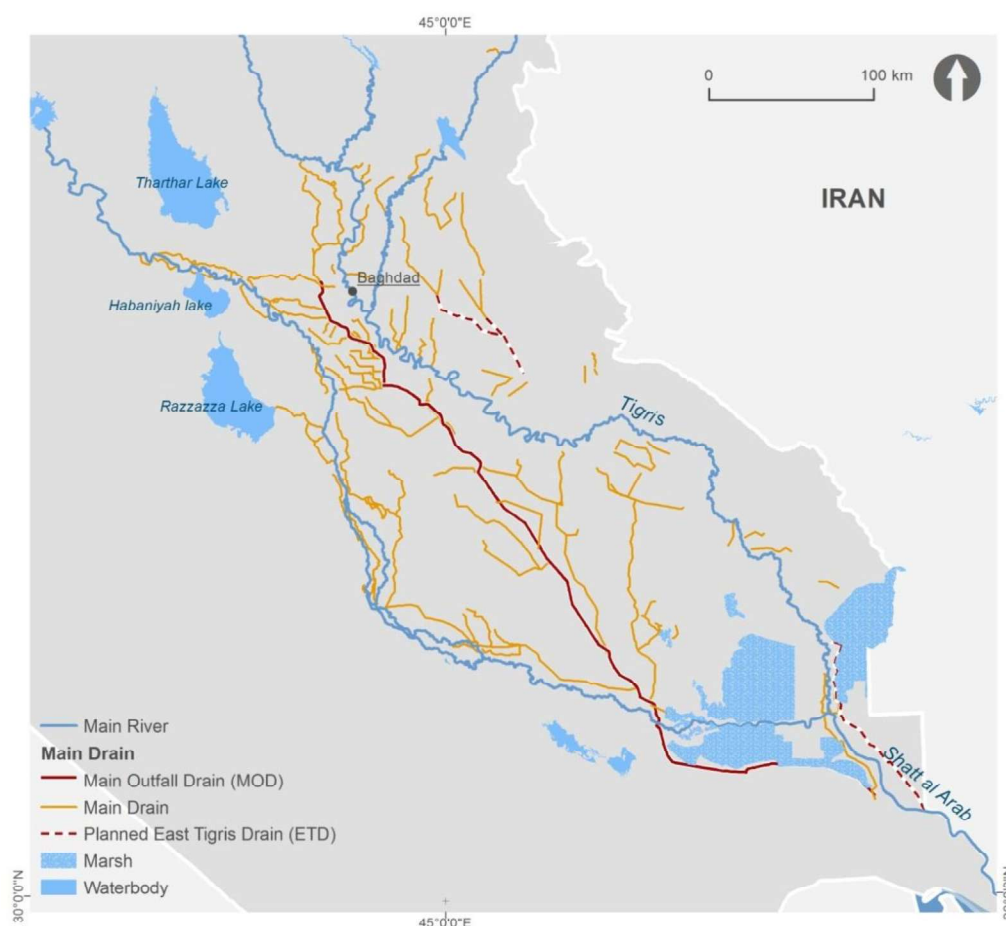 45°0'0"E
0 100 km
IRAN
Tharthar Lake
Baghdad
Habaniyah lake
Razzazza Lake
Tigris
Shatt al Arab
Main River
Main Drain
Main Outfall Drain (MOD)
Main Drain
Planned East Tigris Drain (ETD)
Marsh
Waterbody
30°0'0"N
45°0'0"E